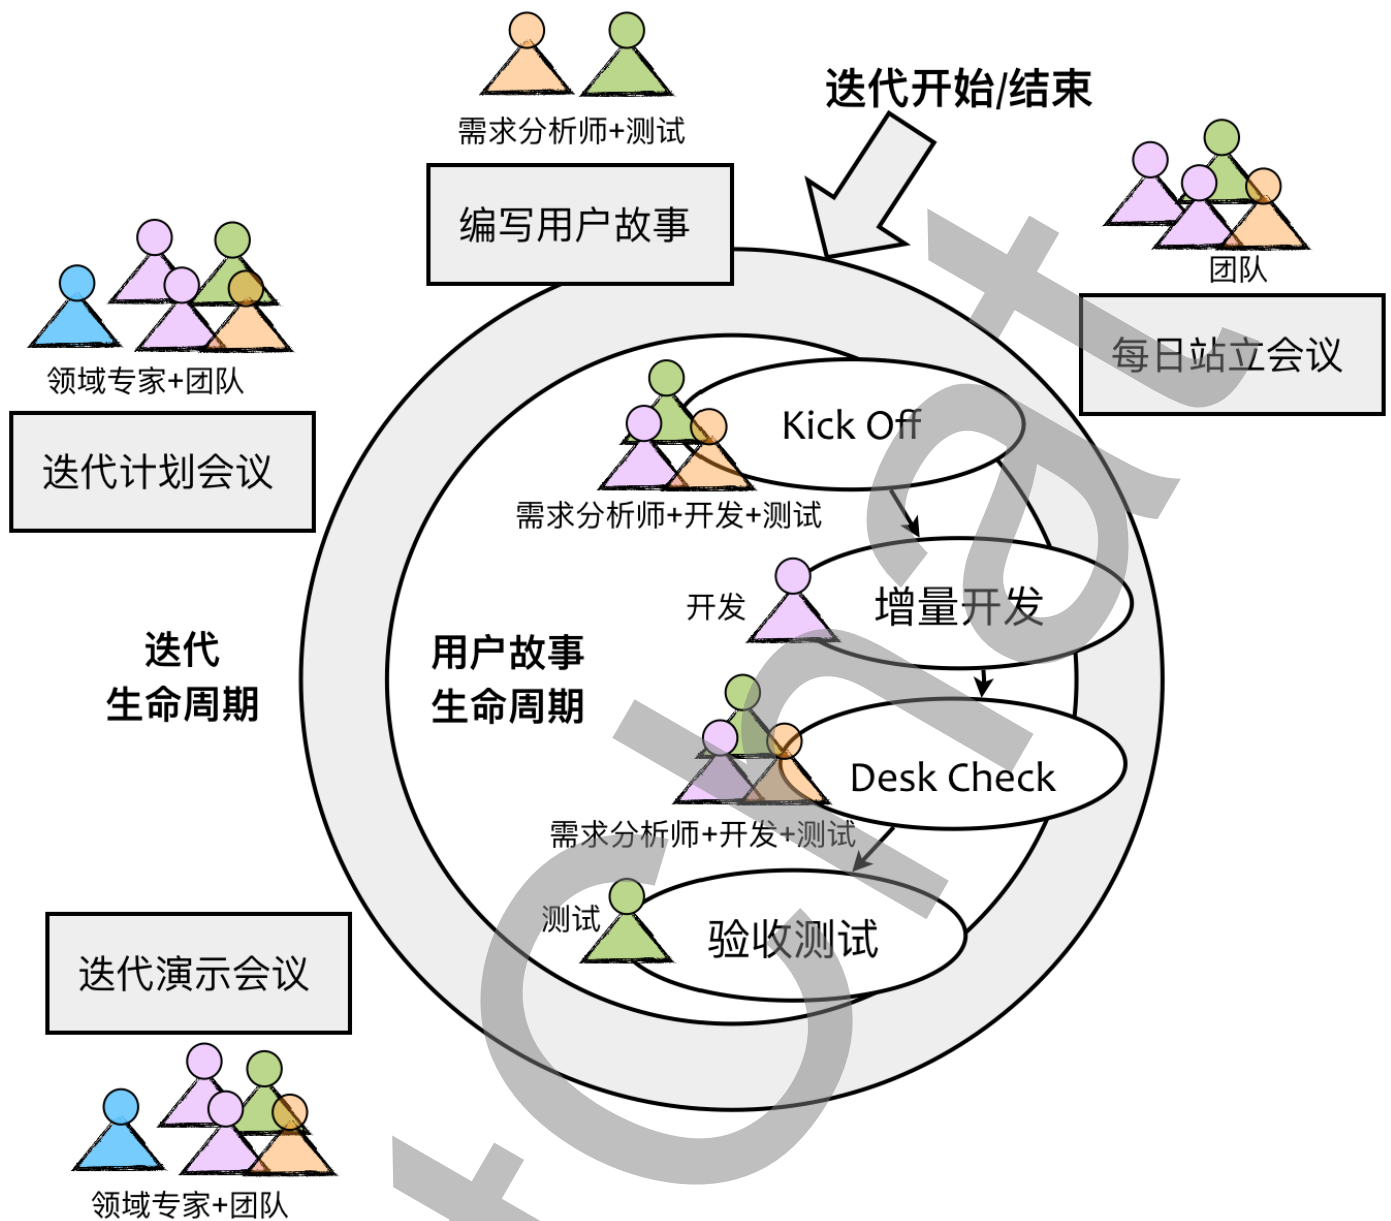 需求分析师+测试
编写用户故事
迭代开始/结束
团队
每日站立会议
领域专家+团队
迭代计划会议
Kick Off
需求分析师+开发+测试
开发
增量开发
迭代
生命周期
用户故事
生命周期
Desk Check
需求分析师+开发+测试
测试
验收测试
迭代演示会议
领域专家+团队